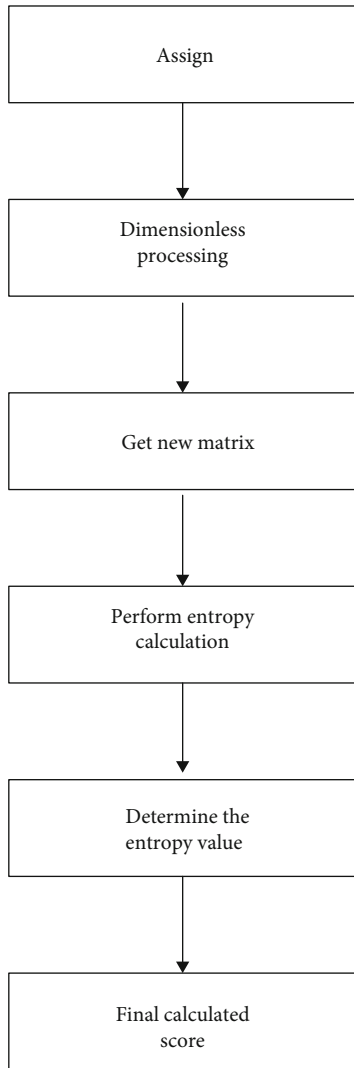 Assign
Dimensionless
processing
Get new matrix
Perform entropy
calculation
Determine the
entropy value
Final calculated
score